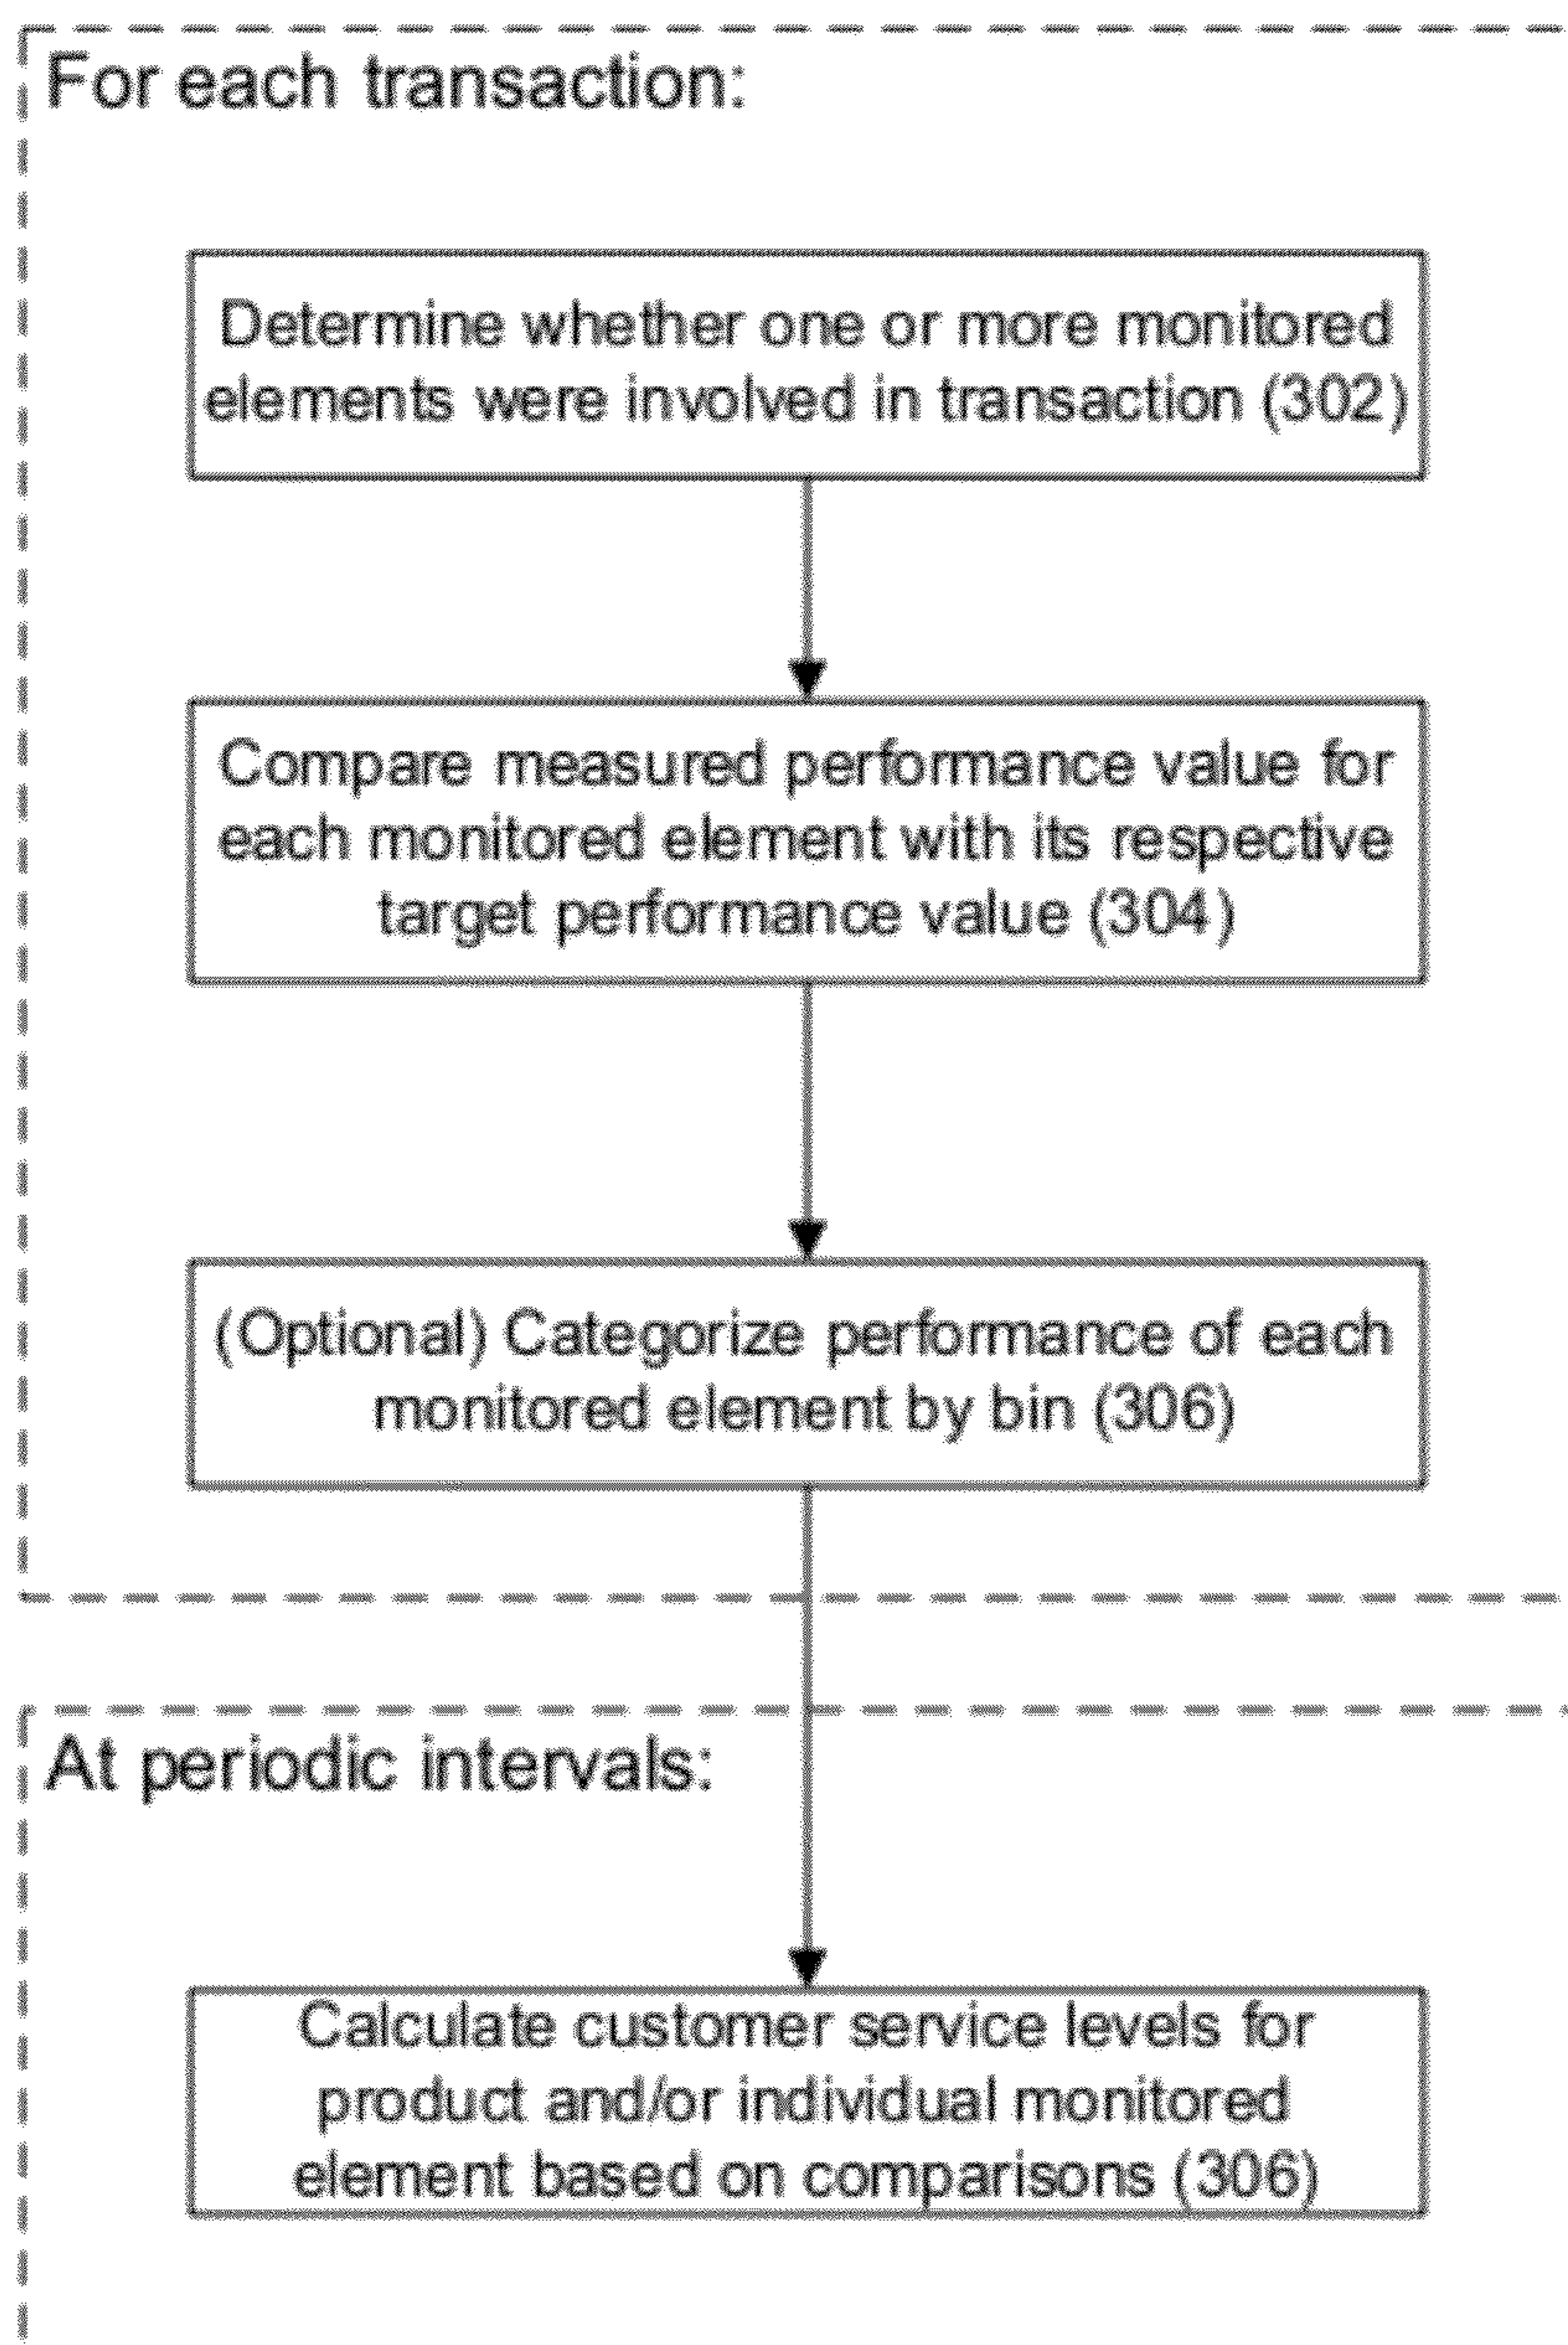 For each transaction:
Determine whether one or more monitored
elements were involved in transaction (302)
Compare measured performance value for
each monitored element with its respective
target performance value (304)
(Optional) Categorize performance of each
monitored element by bin (306)
At periodic intervals:
Calculate customer service levels for
product and/or individual monitored
element based on comparisons (306)